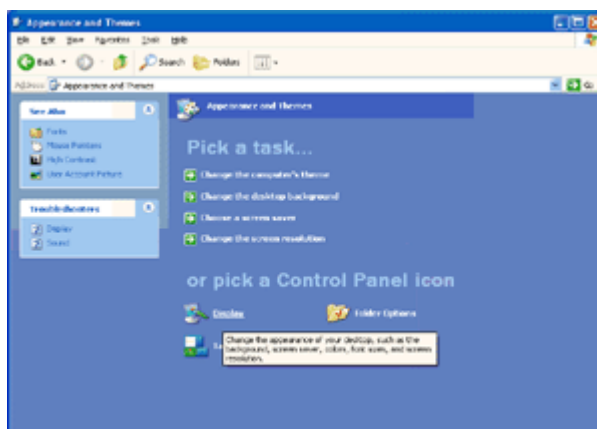 Appearance and Themes
File Edit View Favorites Tools Help
Back Search Folders
Address Appearance and Themes Go
See Also
Fonts
Mouse Pointers
High Contrast
User Account Picture
Troubleshooters
Display
Sound
Appearance and Themes
Pick a task...
Change the computer's theme
Change the desktop background
Choose a screen saver
Change the screen resolution
or pick a Control Panel icon
Display Folder Options
Change the appearance of your desktop, such as the
background, screen saver, colors, font sizes, and screen
resolution.